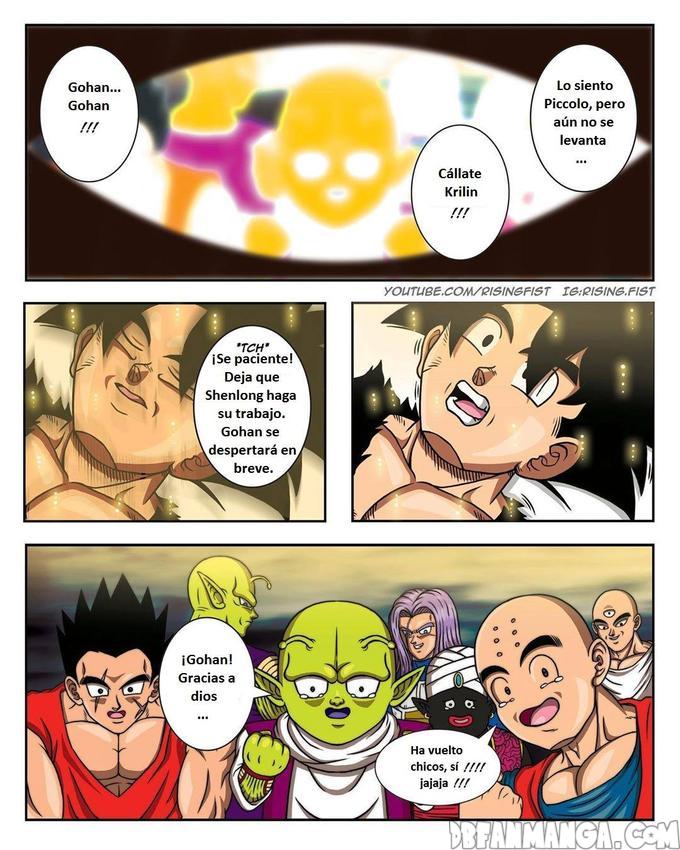 Gohan...
Gohan
!!!
Lo siento
Piccolo, pero
aún no se
levanta
...
Cállate
Krilin
!!!
YOUTUBE.COM/RISINGFIST IG:RISING.FIST
*TCH*
¡Se paciente!
Deja que
Shenlong haga
su trabajo.
Gohan se
despertará en
breve.
¡Gohan!
Gracias a
dios
...
Ha vuelto
chicos, sí !!!!
jajaja !!!
DBFANMANGA.COM